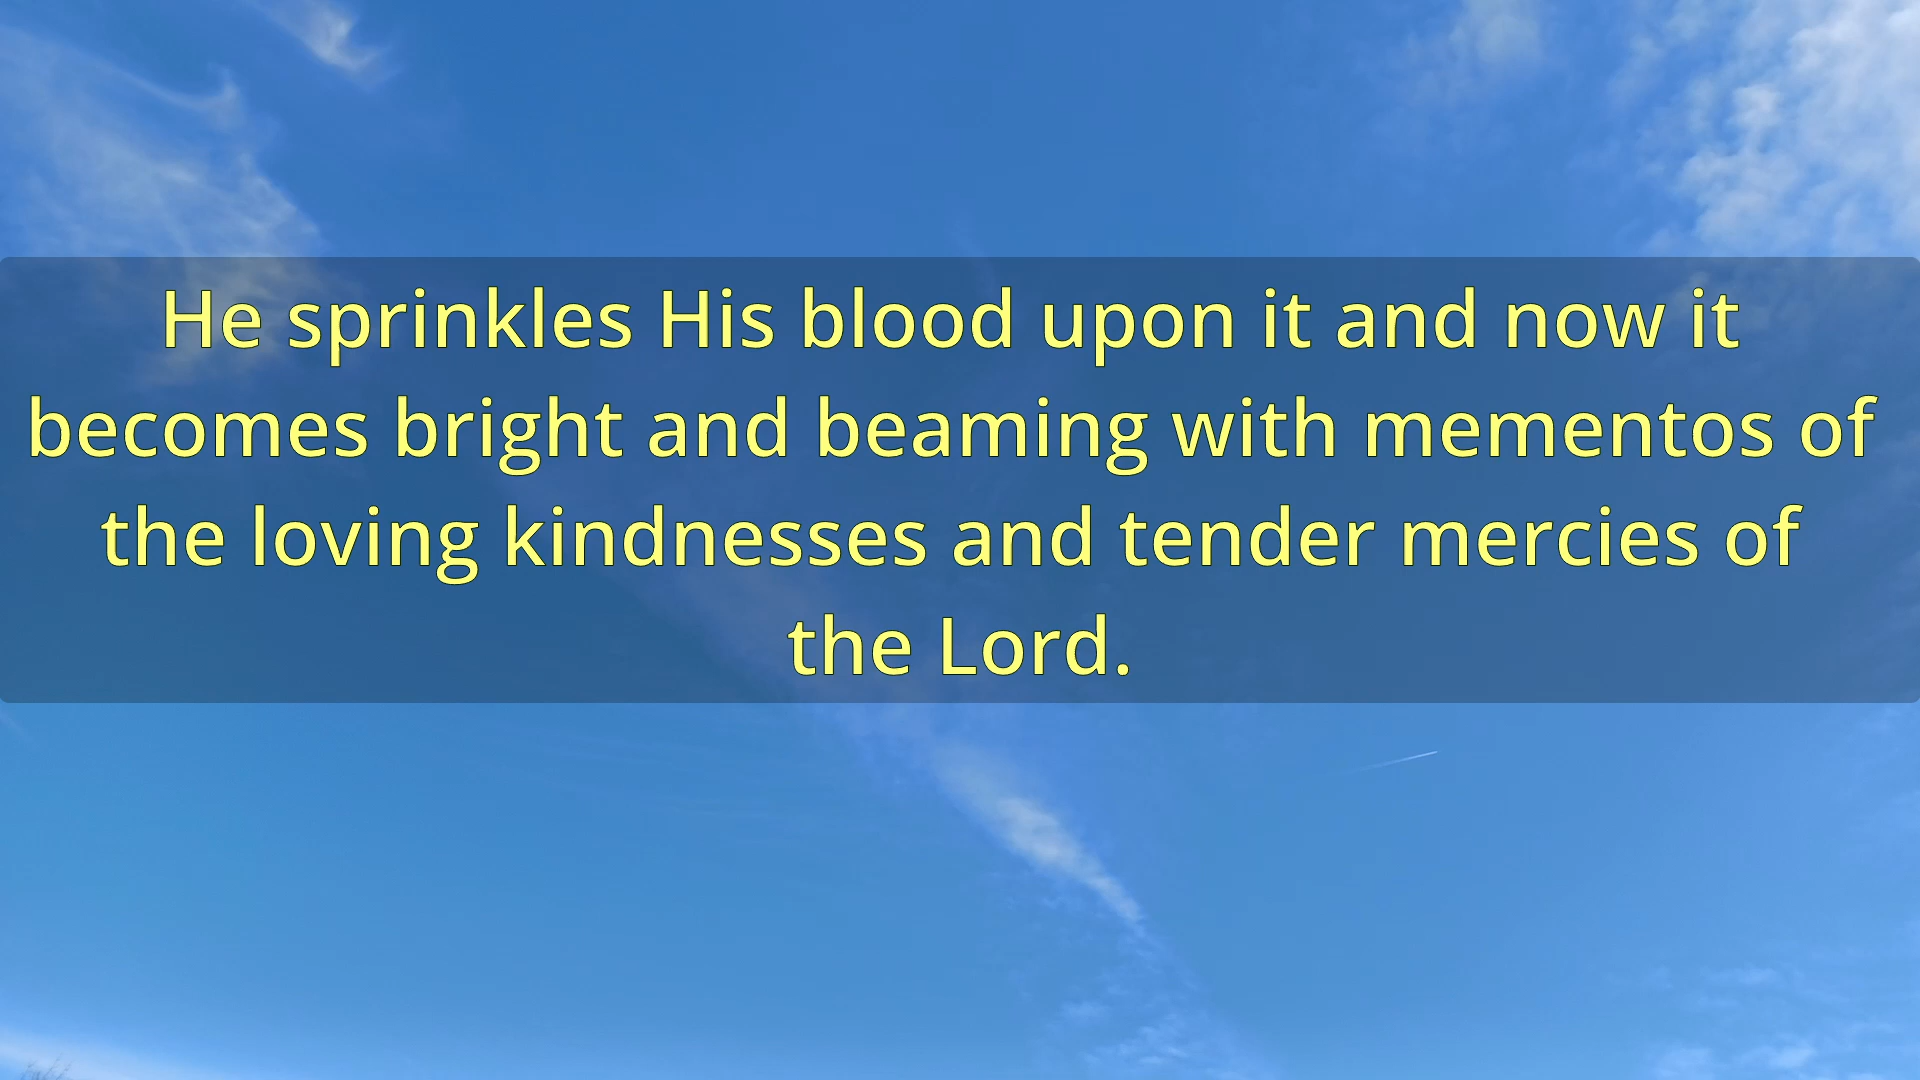 He sprinkles His blood upon it and now it
becomes bright and beaming with mementos of
the loving kindnesses and tender mercies of
the Lord.